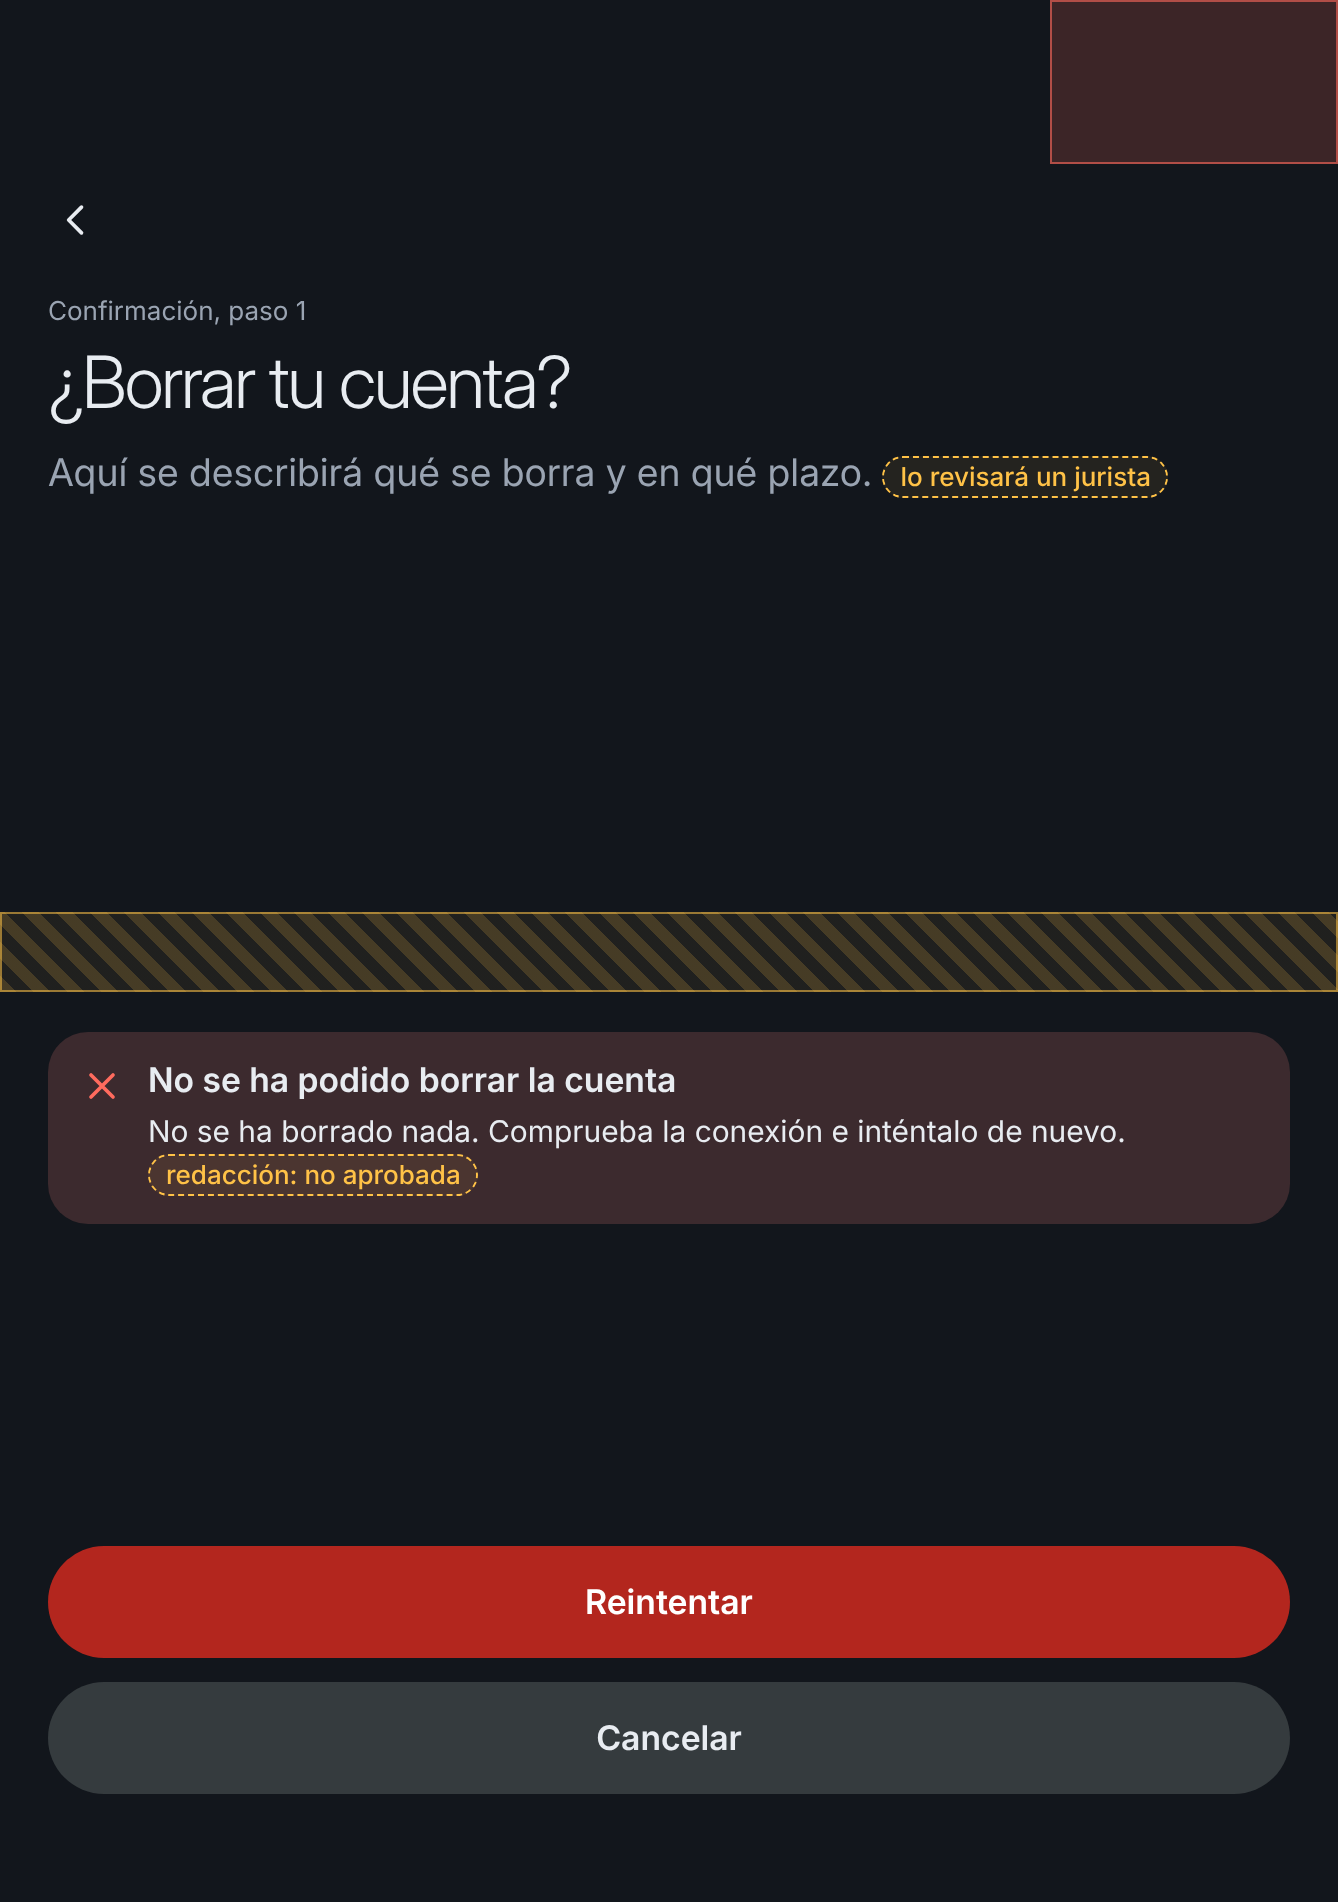 Confirmación, paso 1
¿Borrar tu cuenta?
Aquí se describirá qué se borra y en qué plazo. lo revisará un jurista
No se ha podido borrar la cuenta
No se ha borrado nada. Comprueba la conexión e inténtalo de nuevo.
redacción: no aprobada
Reintentar
Cancelar